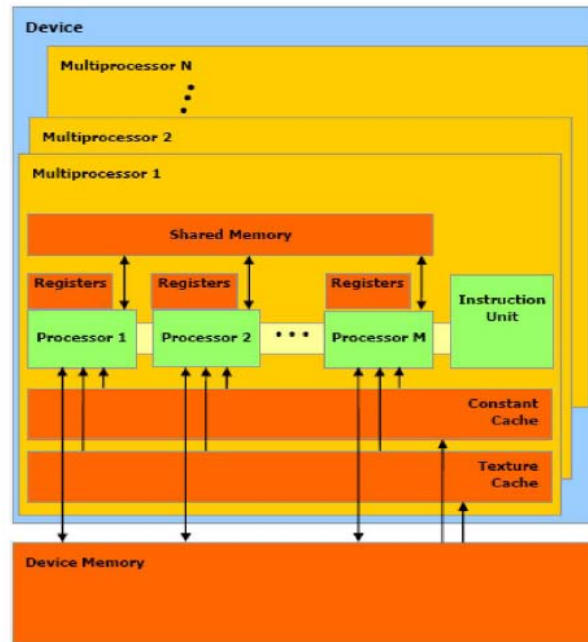 Device
Multiprocessor N
Multiprocessor 2
Multiprocessor 1
Shared Memory
Registers Registers Registers
Instruction
Unit
Processor 1 Processor 2 Processor M
Constant
Cache
Texture
Cache
Device Memory